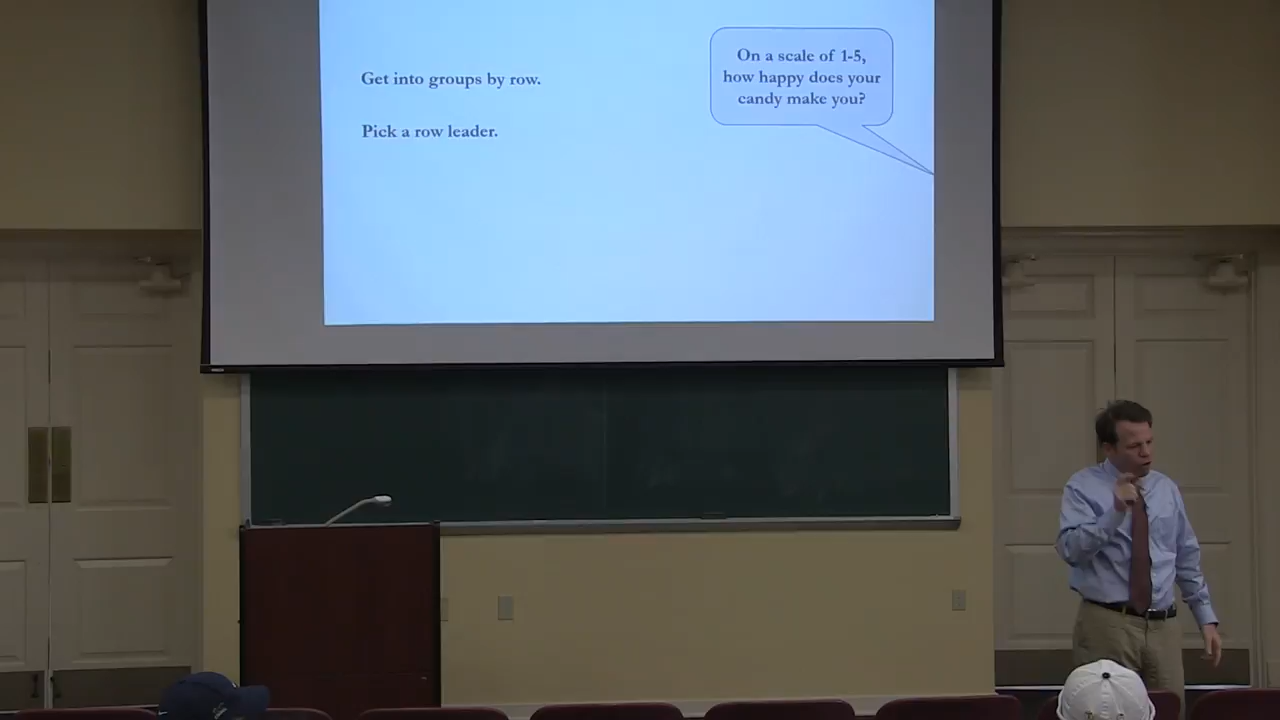 Get into groups by row.
Pick a row leader.
On a scale of 1-5,
how happy does your
candy make you?